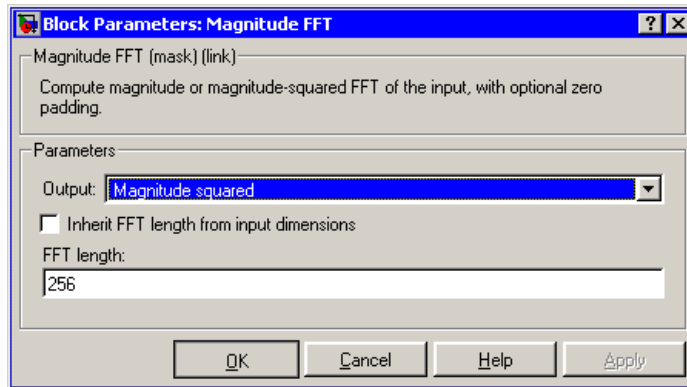 Block Parameters: Magnitude FFT
Magnitude FFT (mask) (link)
Compute magnitude or magnitude-squared FFT of the input, with optional zero
padding.
Parameters
Output: Magnitude squared
Inherit FFT length from input dimensions
FFT length:
256
OK Cancel Help Apply